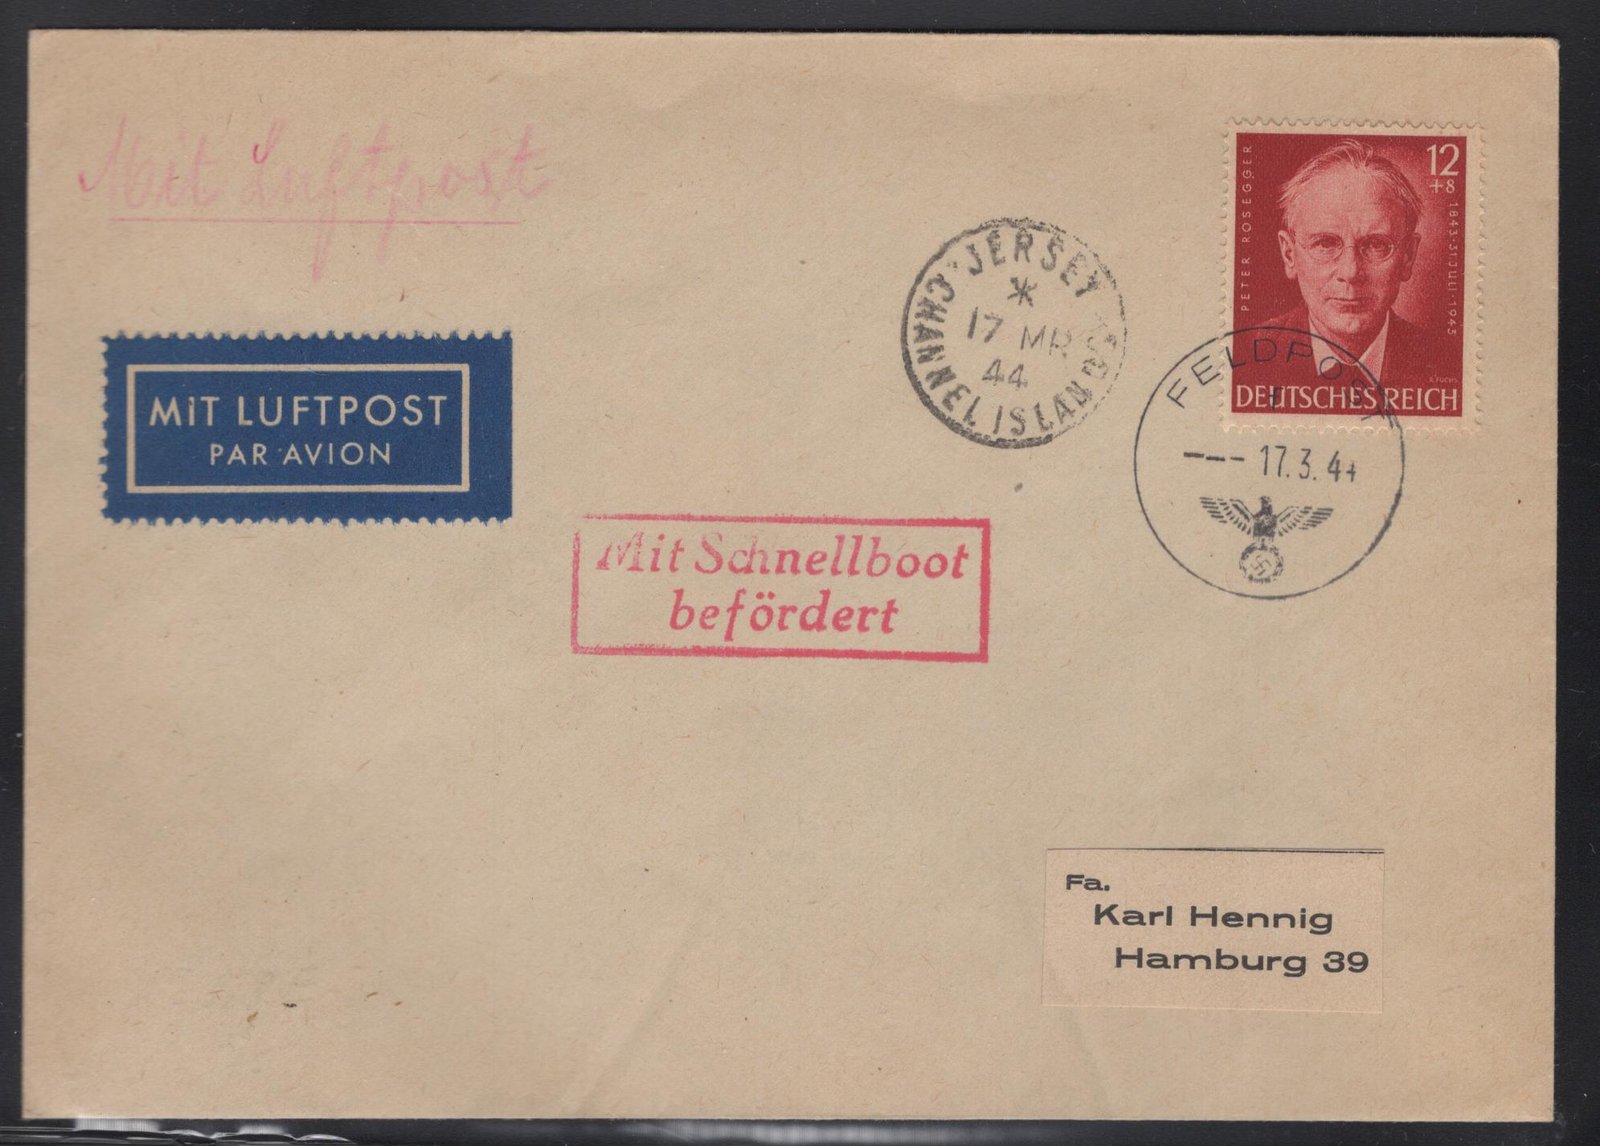 Mit Luftpost
MiT LUFTPOST
PAR AVION
JERSEY
17 MR
44
CHANNEL ISLANDS
12
+8
PETER ROSEGGER
1843·31·JULI·1943
E. FUCHS
DEUTSCHES REICH
FELDPOST
--- 17.3.44
Mit Schnellboot
befördert
Fa.
Karl Hennig
Hamburg 39